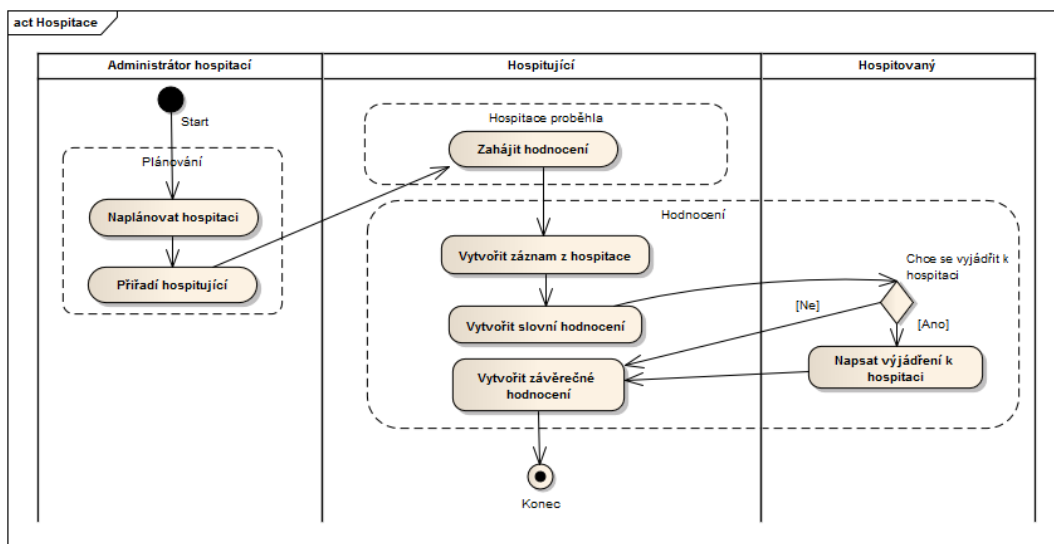 act Hospitace
Administrátor hospitací
Hospitující
Hospitovaný
Start
Plánování
Naplánovat hospitaci
Přiřadí hospitující
Hospitace proběhla
Zahájit hodnocení
Hodnocení
Vytvořit záznam z hospitace
Vytvořit slovní hodnocení
Chce se vyjádřit k
hospitaci
[Ne]
[Ano]
Napsat výjádření k
hospitaci
Vytvořit závěrečné
hodnocení
Konec